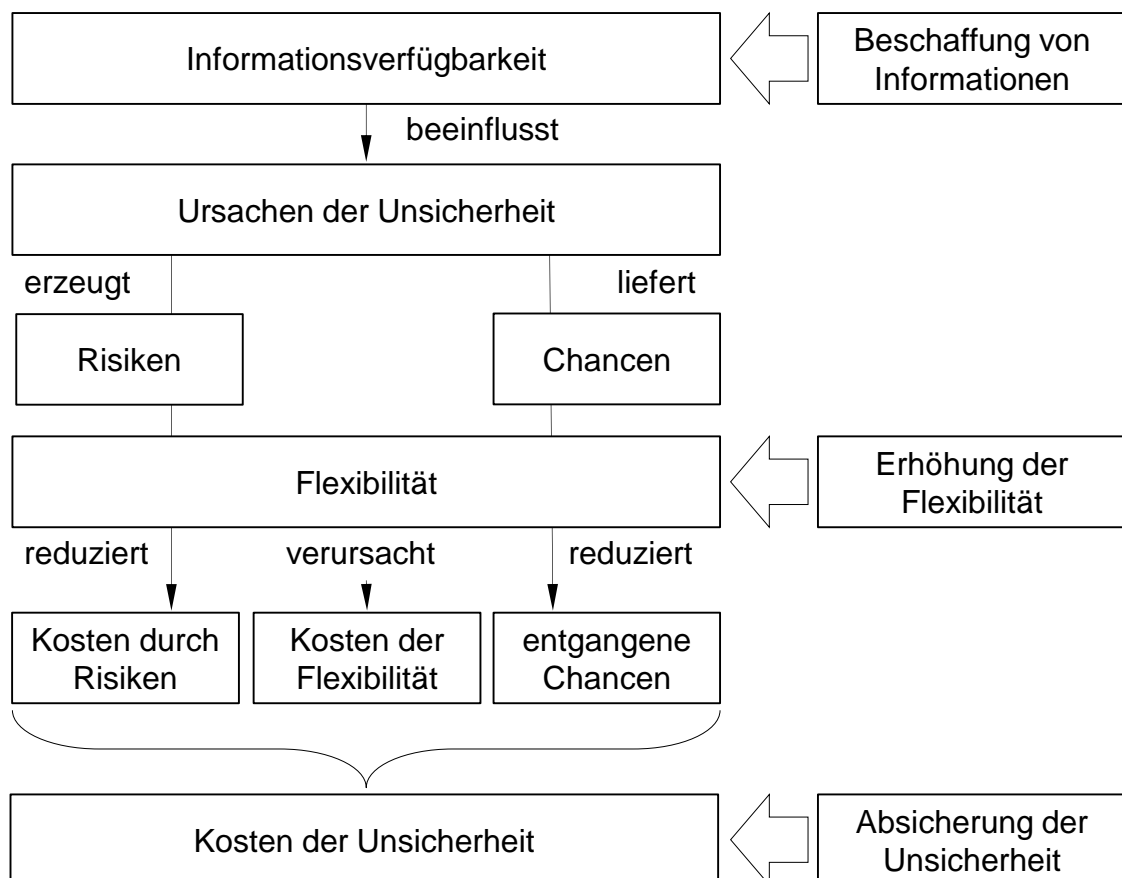 Informationsverfügbarkeit
Beschaffung von
Informationen
beeinflusst
Ursachen der Unsicherheit
erzeugt
liefert
Risiken
Chancen
Flexibilität
Erhöhung der
Flexibilität
reduziert
verursacht
reduziert
Kosten durch
Risiken
Kosten der
Flexibilität
entgangene
Chancen
Kosten der Unsicherheit
Absicherung der
Unsicherheit